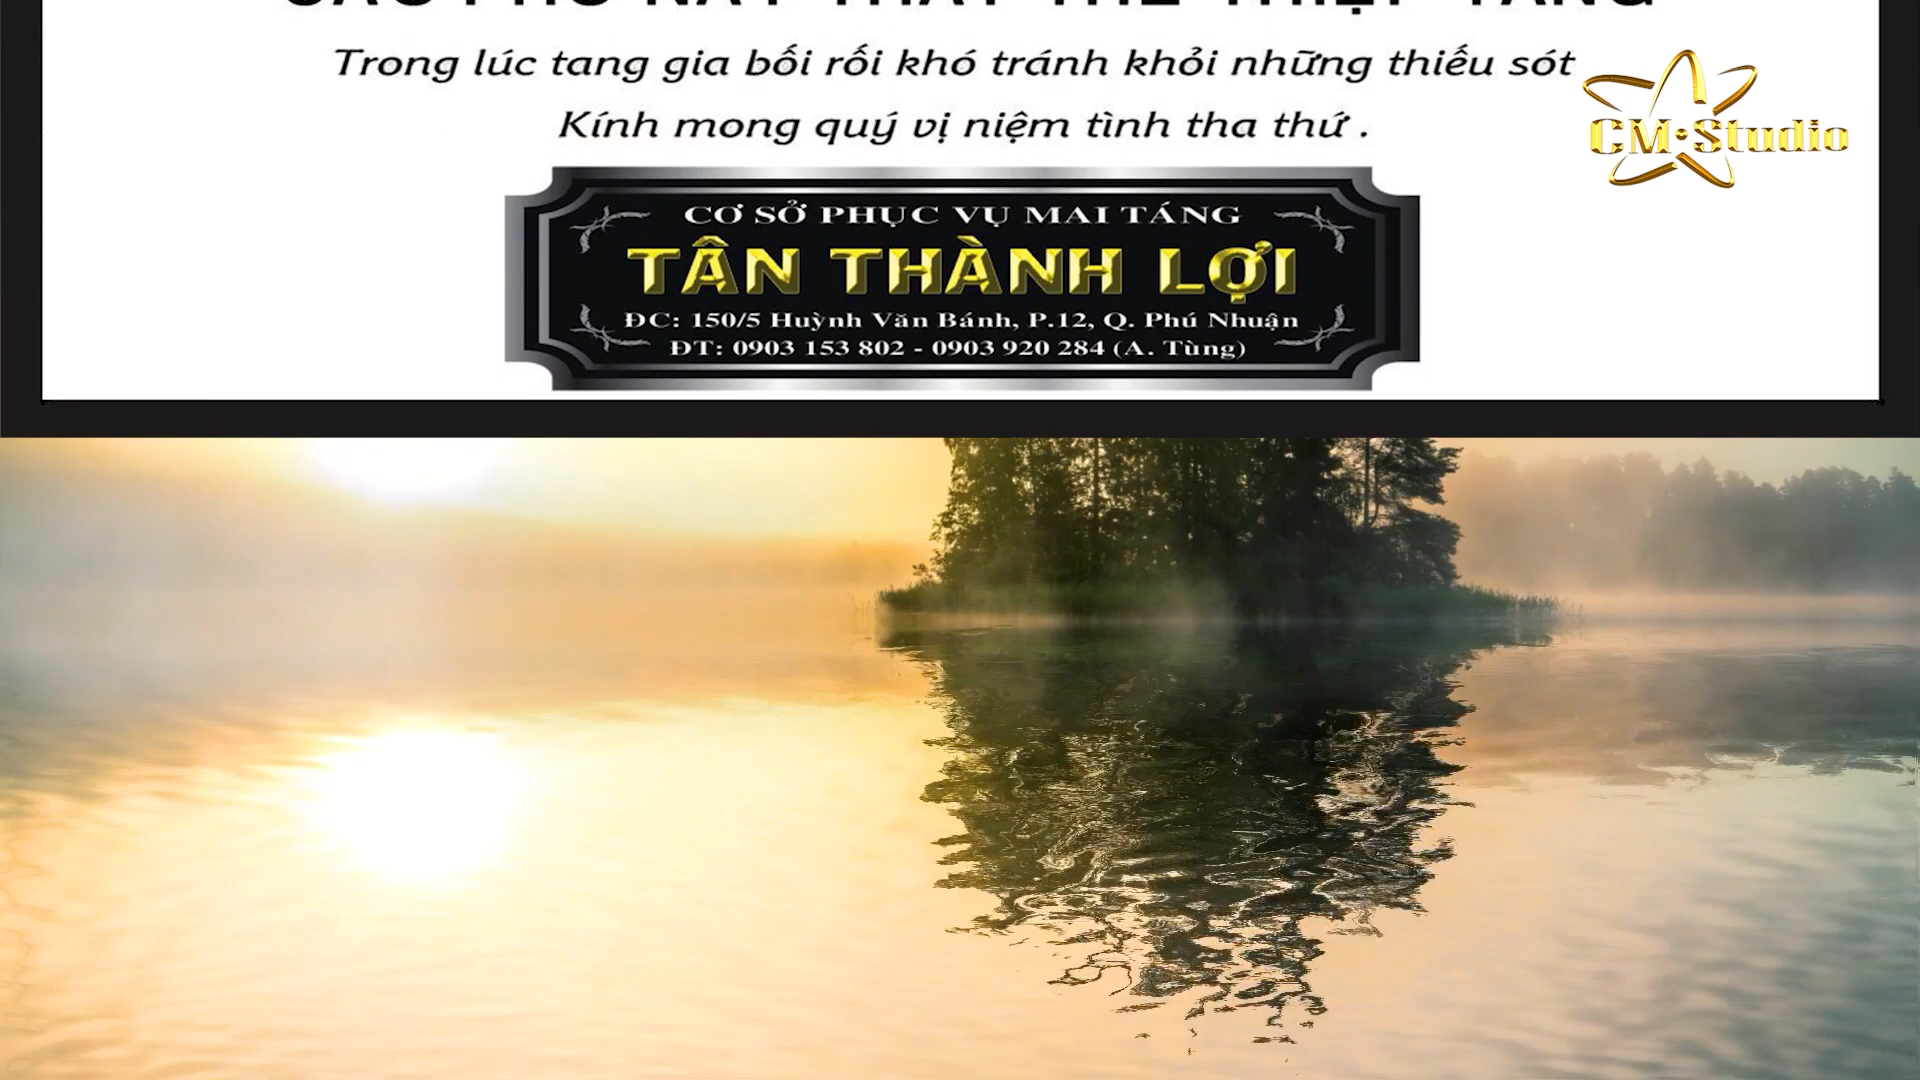 Trong lúc tang gia bối rối khó tránh khỏi những thiếu sót
Kính mong quý vị niệm tình tha thứ .
CM Studio
CƠ SỞ PHỤC VỤ MAI TÁNG
TÂN THÀNH LỢI
ĐC: 150/5 Huỳnh Văn Bánh, P.12, Q. Phú Nhuận
ĐT: 0903 153 802 - 0903 920 284 (A. Tùng)